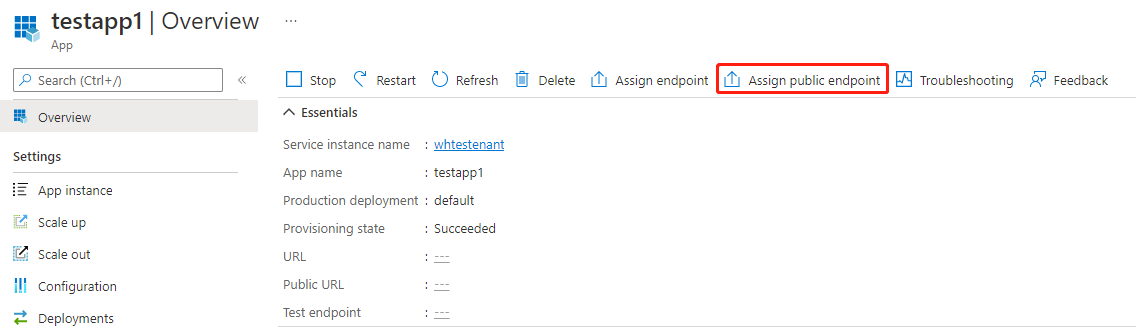 testapp1 | Overview ...
App
Search (Ctrl+/) «
Overview
Settings
App instance
Scale up
Scale out
Configuration
Deployments
Stop Restart Refresh Delete Assign endpoint Assign public endpoint Troubleshooting Feedback
Essentials
Service instance name : whtestenant
App name : testapp1
Production deployment : default
Provisioning state : Succeeded
URL : ---
Public URL : ---
Test endpoint : ---